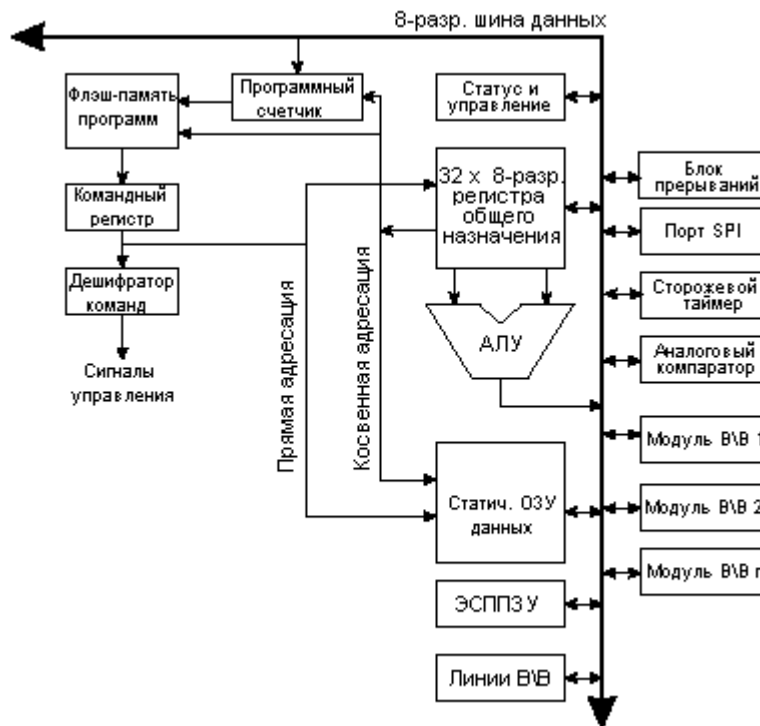 8-разр. шина данных
Флэш-память
программ
Программный
счетчик
Статус и
управление
Командный
регистр
32 x 8-разр.
регистра
общего
назначения
Блок
прерываний
Порт SPI
Дешифратор
команд
Сторожевой
таймер
АЛУ
Аналоговый
компаратор
Сигналы
управления
Прямая адресация
Косвенная адресация
Модуль В\В 1
Статич. ОЗУ
данных
Модуль В\В 2
Модуль В\В n
ЭСППЗУ
Линии В\В